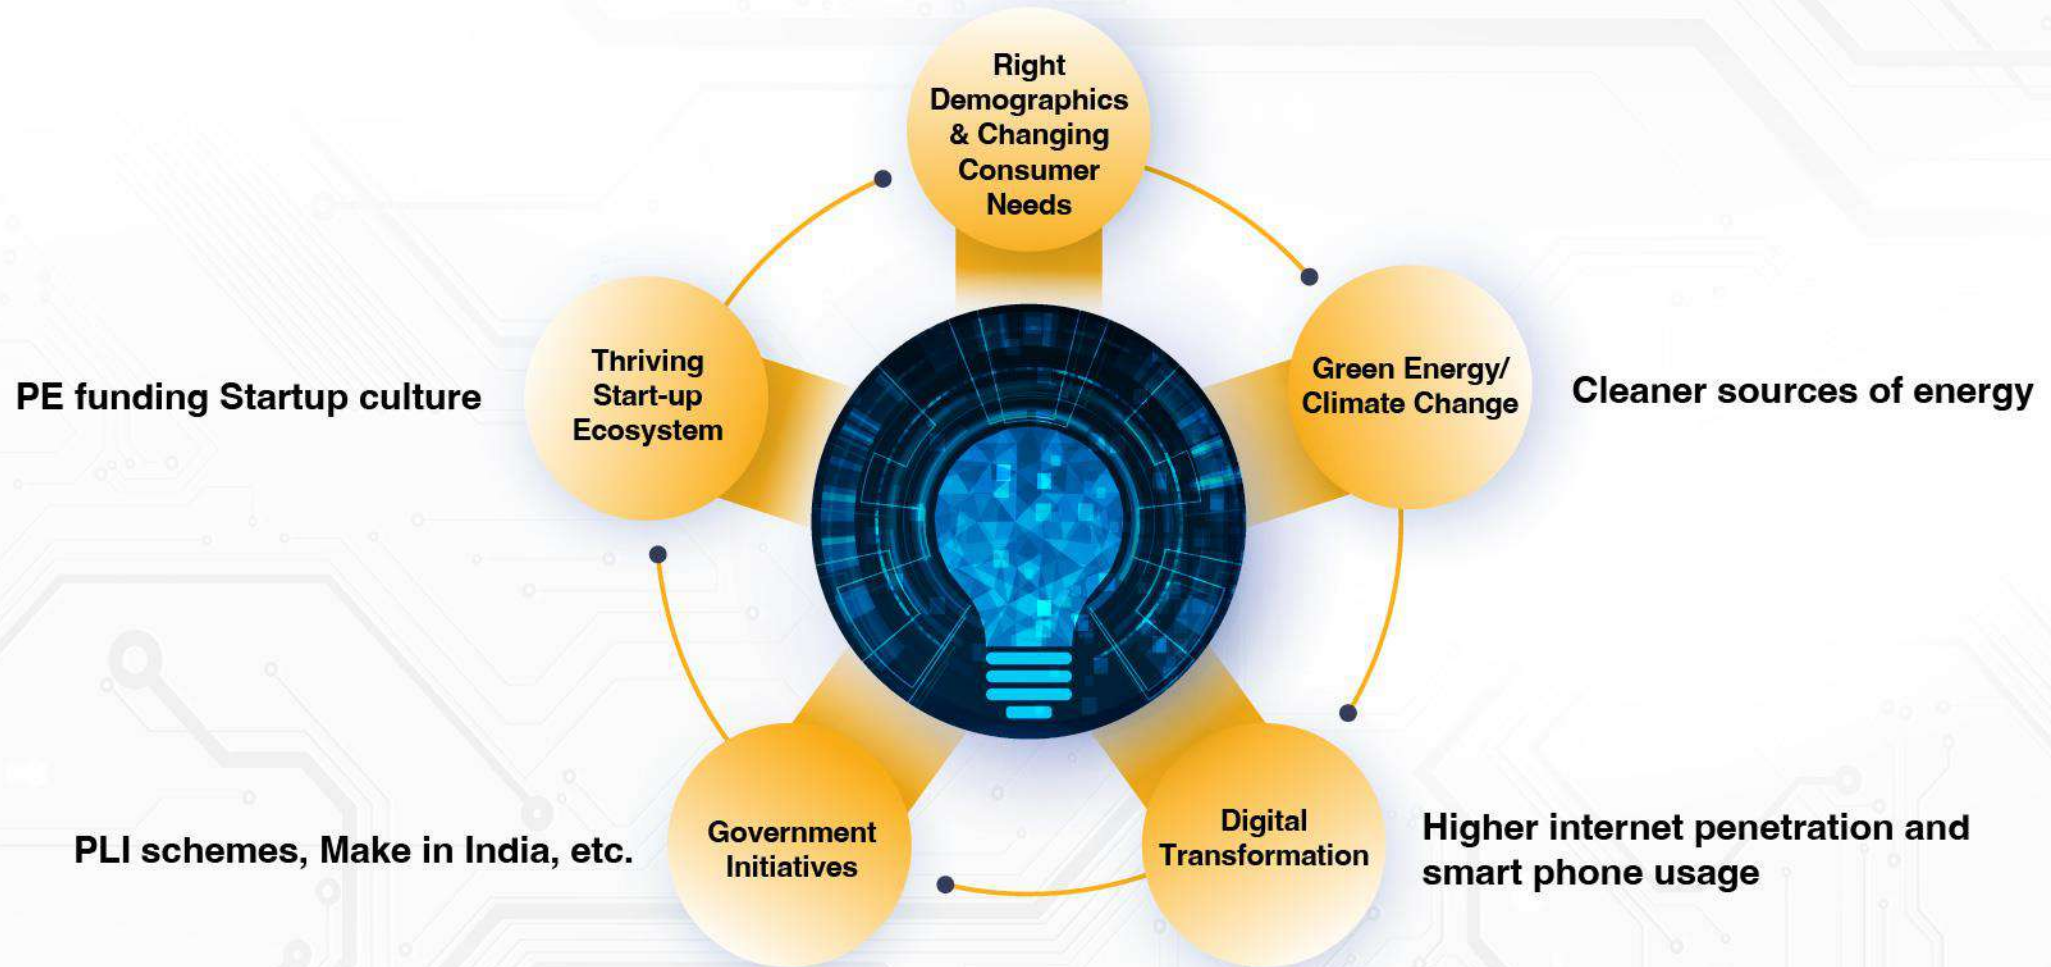 Right
Demographics
& Changing
Consumer
Needs
Thriving
Start-up
Ecosystem
PE funding Startup culture
Green Energy/
Climate Change
Cleaner sources of energy
Government
Initiatives
PLI schemes, Make in India, etc.
Digital
Transformation
Higher internet penetration and
smart phone usage